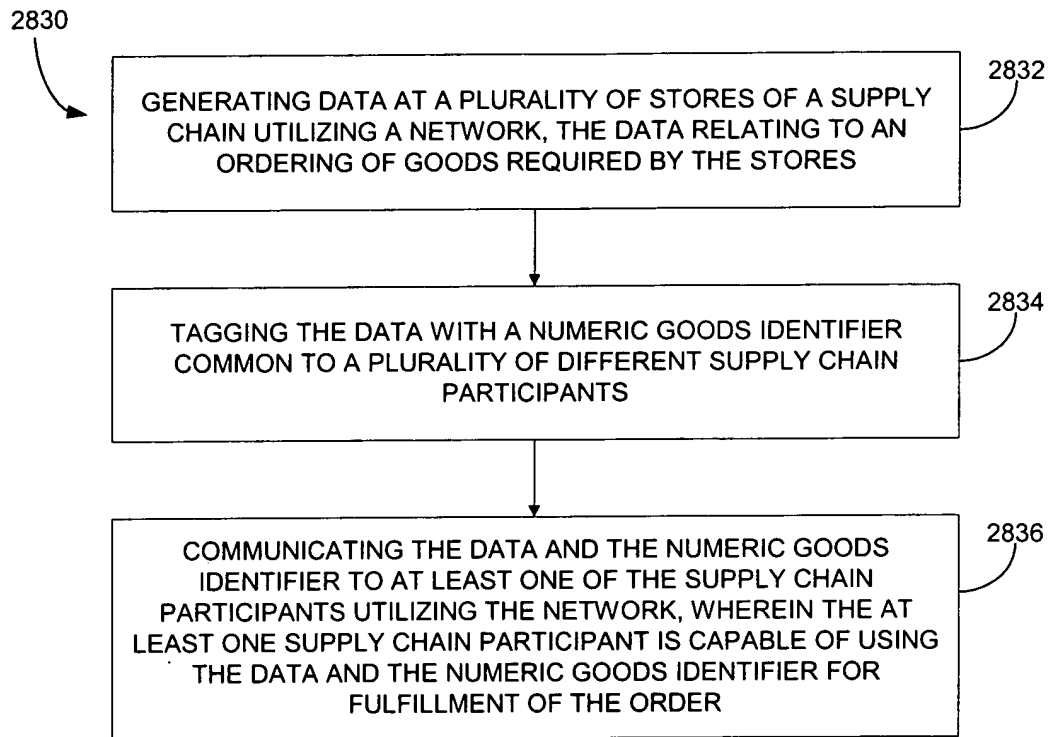 2830
2832
GENERATING DATA AT A PLURALITY OF STORES OF A SUPPLY
CHAIN UTILIZING A NETWORK, THE DATA RELATING TO AN
ORDERING OF GOODS REQUIRED BY THE STORES
2834
TAGGING THE DATA WITH A NUMERIC GOODS IDENTIFIER
COMMON TO A PLURALITY OF DIFFERENT SUPPLY CHAIN
PARTICIPANTS
2836
COMMUNICATING THE DATA AND THE NUMERIC GOODS
IDENTIFIER TO AT LEAST ONE OF THE SUPPLY CHAIN
PARTICIPANTS UTILIZING THE NETWORK, WHEREIN THE AT
LEAST ONE SUPPLY CHAIN PARTICIPANT IS CAPABLE OF USING
THE DATA AND THE NUMERIC GOODS IDENTIFIER FOR
FULFILLMENT OF THE ORDER